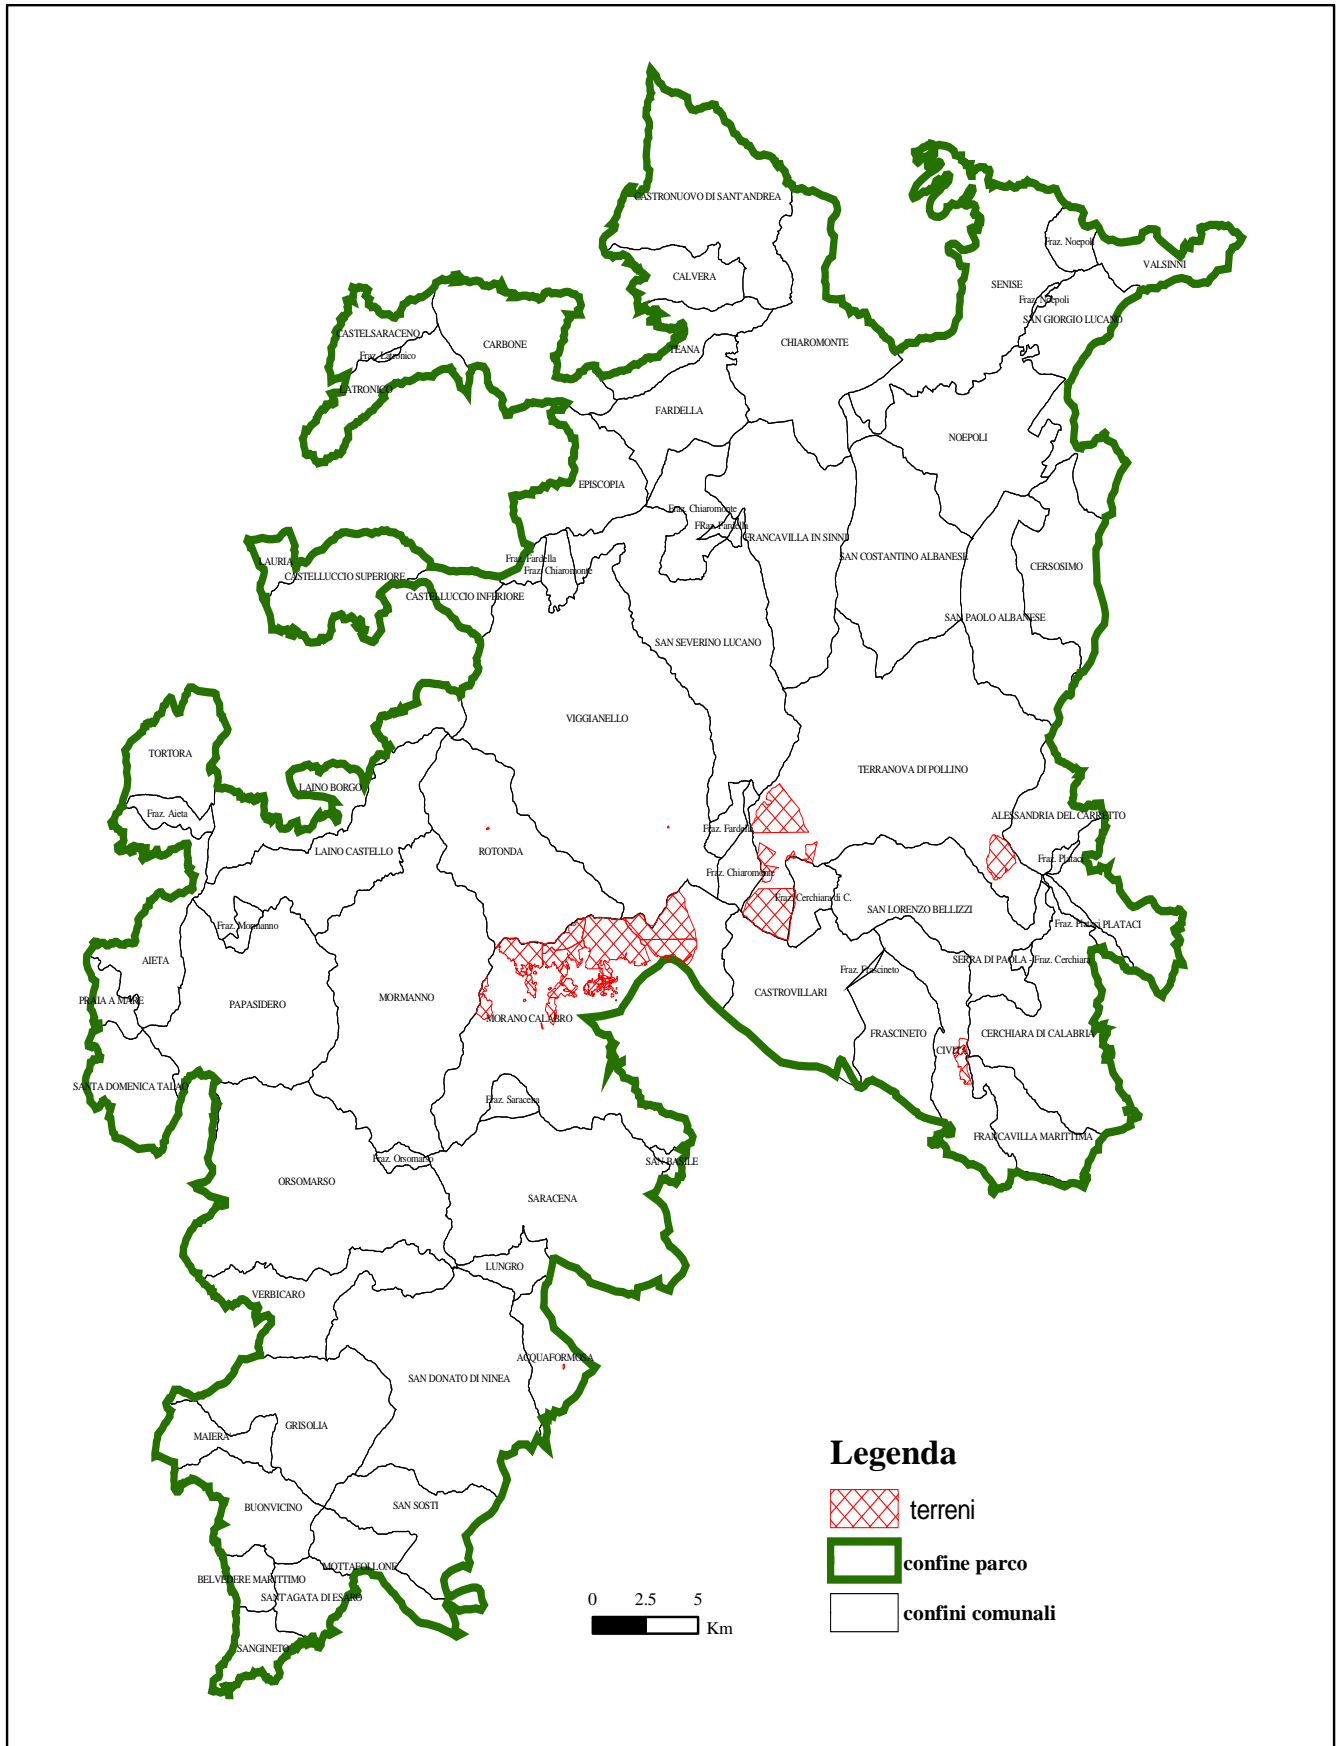 CASTRONUOVO DI SANT'ANDREA
Fraz. Noepoli
VALSINNI
CALVERA
SENISE
Fraz. Noepoli
SAN GIORGIO LUCANO
CASTELSARACENO
CARBONE
CHIAROMONTE
TEANA
Fraz. Latronico
LATRONICO
FARDELLA
NOEPOLI
EPISCOPIA
Fraz. Chiaromonte
FRaz. Fardella
FRANCAVILLA IN SINNI
SAN COSTANTINO ALBANESE
CERSOSIMO
LAURIA
Fraz. Fardella
Fraz. Chiaromonte
CASTELLUCCIO SUPERIORE
CASTELLUCCIO INFERIORE
SAN PAOLO ALBANESE
SAN SEVERINO LUCANO
VIGGIANELLO
TORTORA
TERRANOVA DI POLLINO
LAINO BORGO
Fraz. Aieta
ALESSANDRIA DEL CARRETTO
Fraz. Fardella
LAINO CASTELLO
ROTONDA
Fraz. Plataci
Fraz. Chiaromonte
Fraz. Cerchiara di C.
SAN LORENZO BELLIZZI
Fraz. Mormanno
Fraz. Plataci
PLATACI
AIETA
SERRA DI PAOLA - Fraz. Cerchiara
Fraz. Frascineto
PRAIA A MARE
PAPASIDERO
MORMANNO
CASTROVILLARI
MORANO CALABRO
FRASCINETO
CERCHIARA DI CALABRIA
CIVITA
SANTA DOMENICA TALAO
Fraz. Saracena
FRANCAVILLA MARITTIMA
Fraz. Orsomarso
SAN BASILE
ORSOMARSO
SARACENA
LUNGRO
VERBICARO
ACQUAFORMOSA
SAN DONATO DI NINEA
GRISOLIA
MAIERA'
BUONVICINO
SAN SOSTI
MOTTAFOLLONE
BELVEDERE MARITTIMO
SANT'AGATA DI ESARO
SANGINETO
Legenda
terreni
confine parco
confini comunali
0 2.5 5
Km